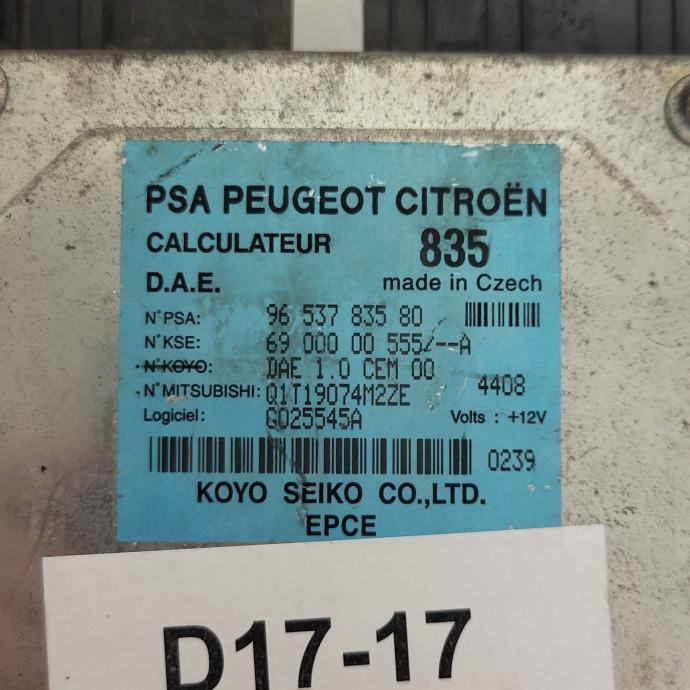 PSA PEUGEOT CITROËN
CALCULATEUR 835
D.A.E. made in Czech
N°PSA: 96 537 835 80
N°KSE: 69 000 00 555/--A
N°KOYO: DAE 1.0 CEM 00
N°MITSUBISHI: Q1T19074M2ZE 4408
Logiciel: G025545A Volts : +12V
0239
KOYO SEIKO CO.,LTD.
EPCE
D17-17